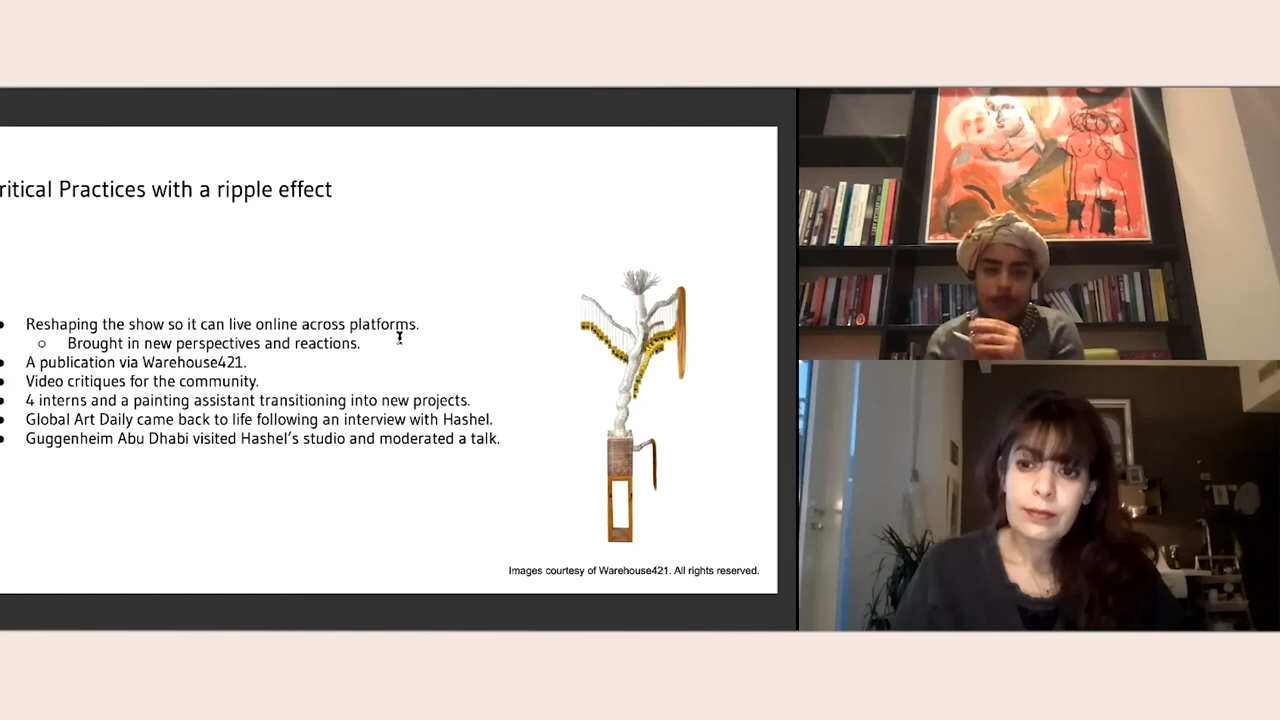 ritical Practices with a ripple effect
Reshaping the show so it can live online across platforms.
Brought in new perspectives and reactions.
A publication via Warehouse421.
Video critiques for the community.
4 interns and a painting assistant transitioning into new projects.
Global Art Daily came back to life following an interview with Hashel.
Guggenheim Abu Dhabi visited Hashel's studio and moderated a talk.
Images courtesy of Warehouse421. All rights reserved.